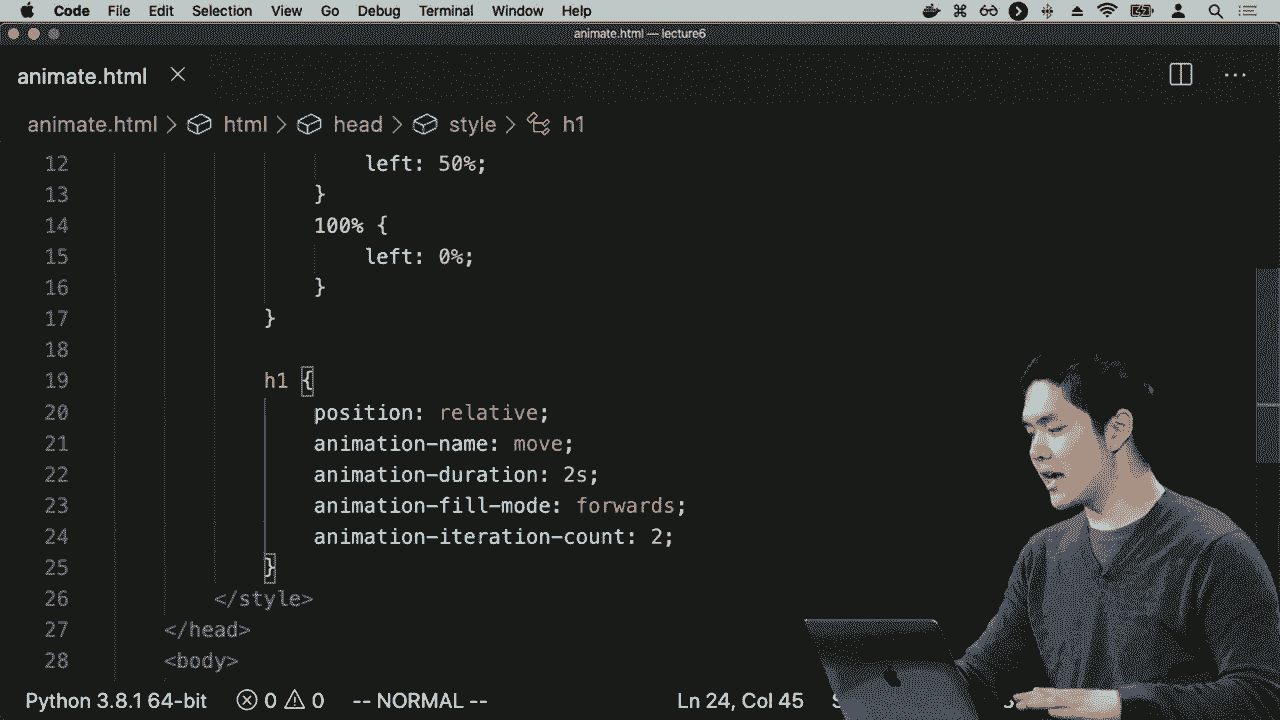 Code File Edit Selection View Go Debug Terminal Window Help
animate.html — lecture6
animate.html
animate.html > html > head > style > h1
12 left: 50%;
13 }
14 100% {
15 left: 0%;
16 }
17 }
18
19 h1 {
20 position: relative;
21 animation-name: move;
22 animation-duration: 2s;
23 animation-fill-mode: forwards;
24 animation-iteration-count: 2;
25 }
26 </style>
27 </head>
28 <body>
Python 3.8.1 64-bit 0 0 -- NORMAL -- Ln 24, Col 45